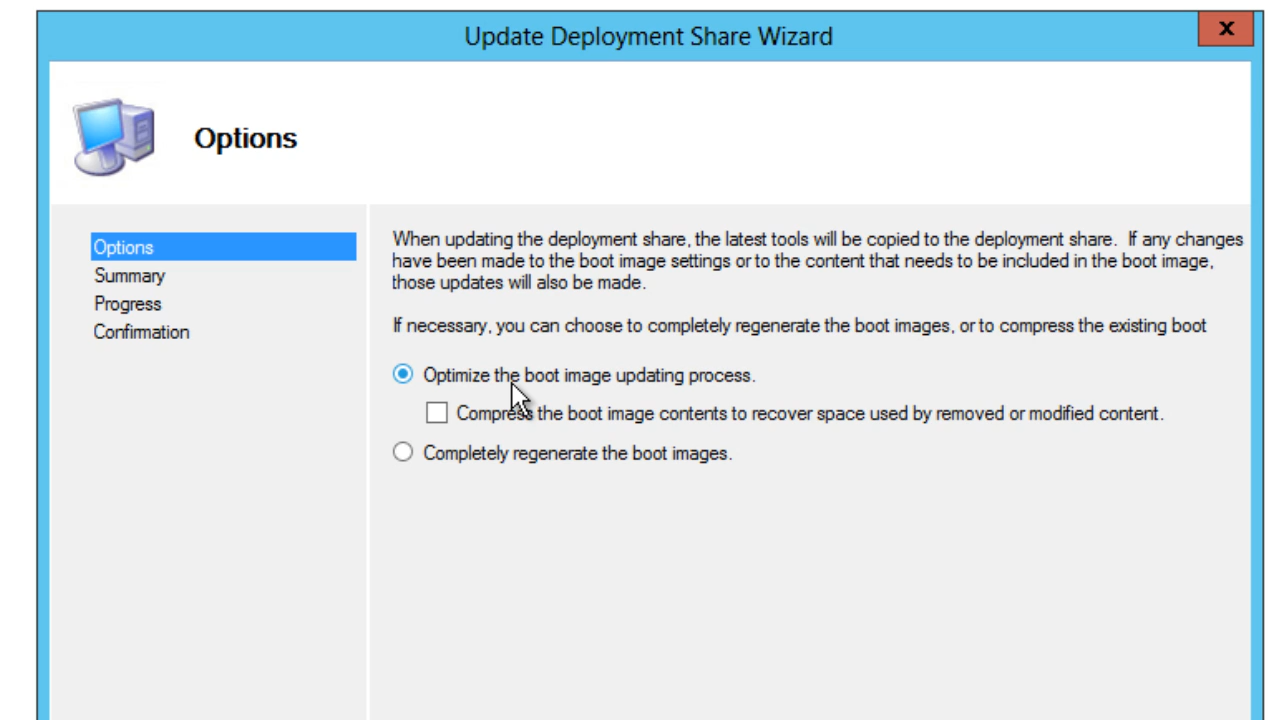 Update Deployment Share Wizard
x
Options
Options
Summary
Progress
Confirmation
When updating the deployment share, the latest tools will be copied to the deployment share.  If any changes
have been made to the boot image settings or to the content that needs to be included in the boot image,
those updates will also be made.
If necessary, you can choose to completely regenerate the boot images, or to compress the existing boot
Optimize the boot image updating process.
Compress the boot image contents to recover space used by removed or modified content.
Completely regenerate the boot images.